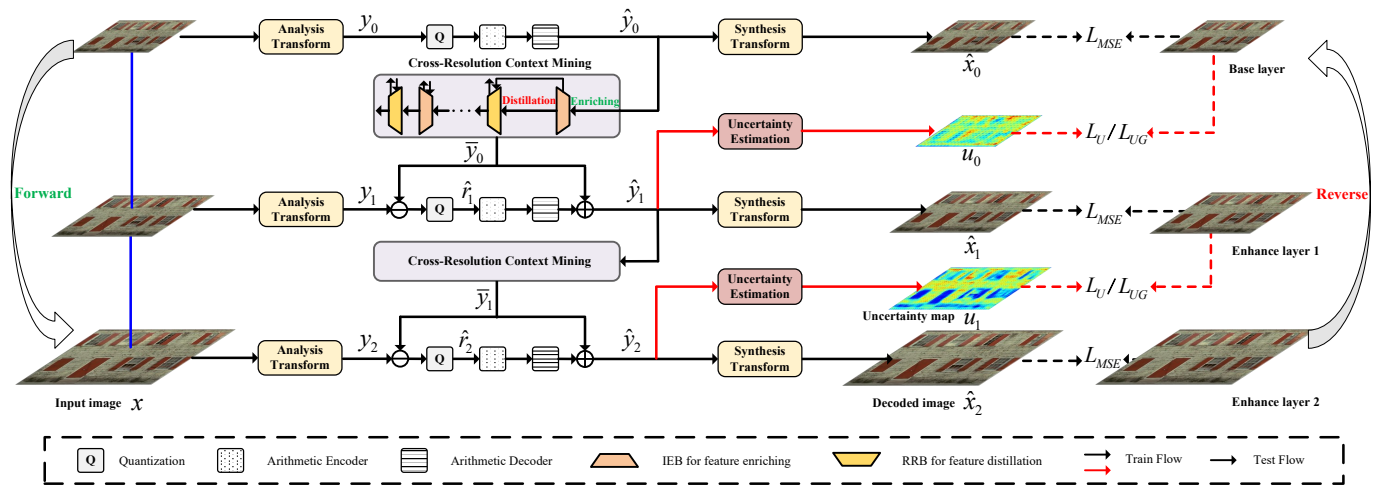 Analysis
Transform
y₀
Q
ŷ₀
Synthesis
Transform
x̂₀
L_MSE
Base layer
Cross-Resolution Context Mining
Distillation
Enriching
ȳ₀
Uncertainty
Estimation
u₀
L_U / L_UG
Forward
Analysis
Transform
y₁
Q
r̂₁
ŷ₁
Synthesis
Transform
x̂₁
L_MSE
Enhance layer 1
Reverse
Cross-Resolution Context Mining
ȳ₁
Uncertainty
Estimation
Uncertainty map u₁
L_U / L_UG
Analysis
Transform
y₂
Q
r̂₂
ŷ₂
Synthesis
Transform
L_MSE
Input image x
Decoded image x̂₂
Enhance layer 2
Q Quantization Arithmetic Encoder Arithmetic Decoder IEB for feature enriching RRB for feature distillation Train Flow Test Flow